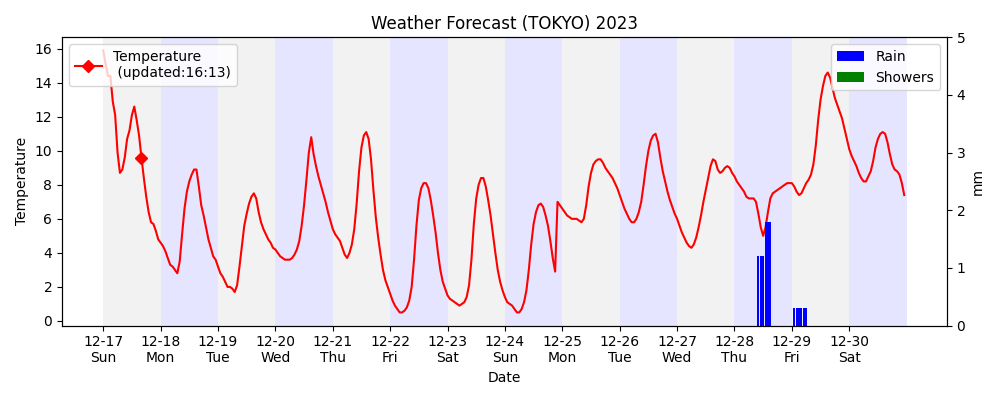 Weather Forecast (TOKYO) 2023
Temperature
(updated:16:13)
Rain
Showers
16
14
12
10
8
6
4
2
0
Temperature
5
4
3
2
1
0
mm
12-17 12-18 12-19 12-20 12-21 12-22 12-23 12-24 12-25 12-26 12-27 12-28 12-29 12-30
Sun Mon Tue Wed Thu Fri Sat Sun Mon Tue Wed Thu Fri Sat
Date